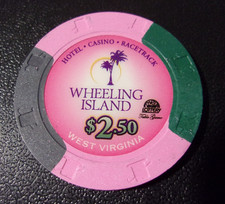 HOTEL • CASINO • RACETRACK
WHEELING
ISLAND
$2.50
WEST VIRGINIA